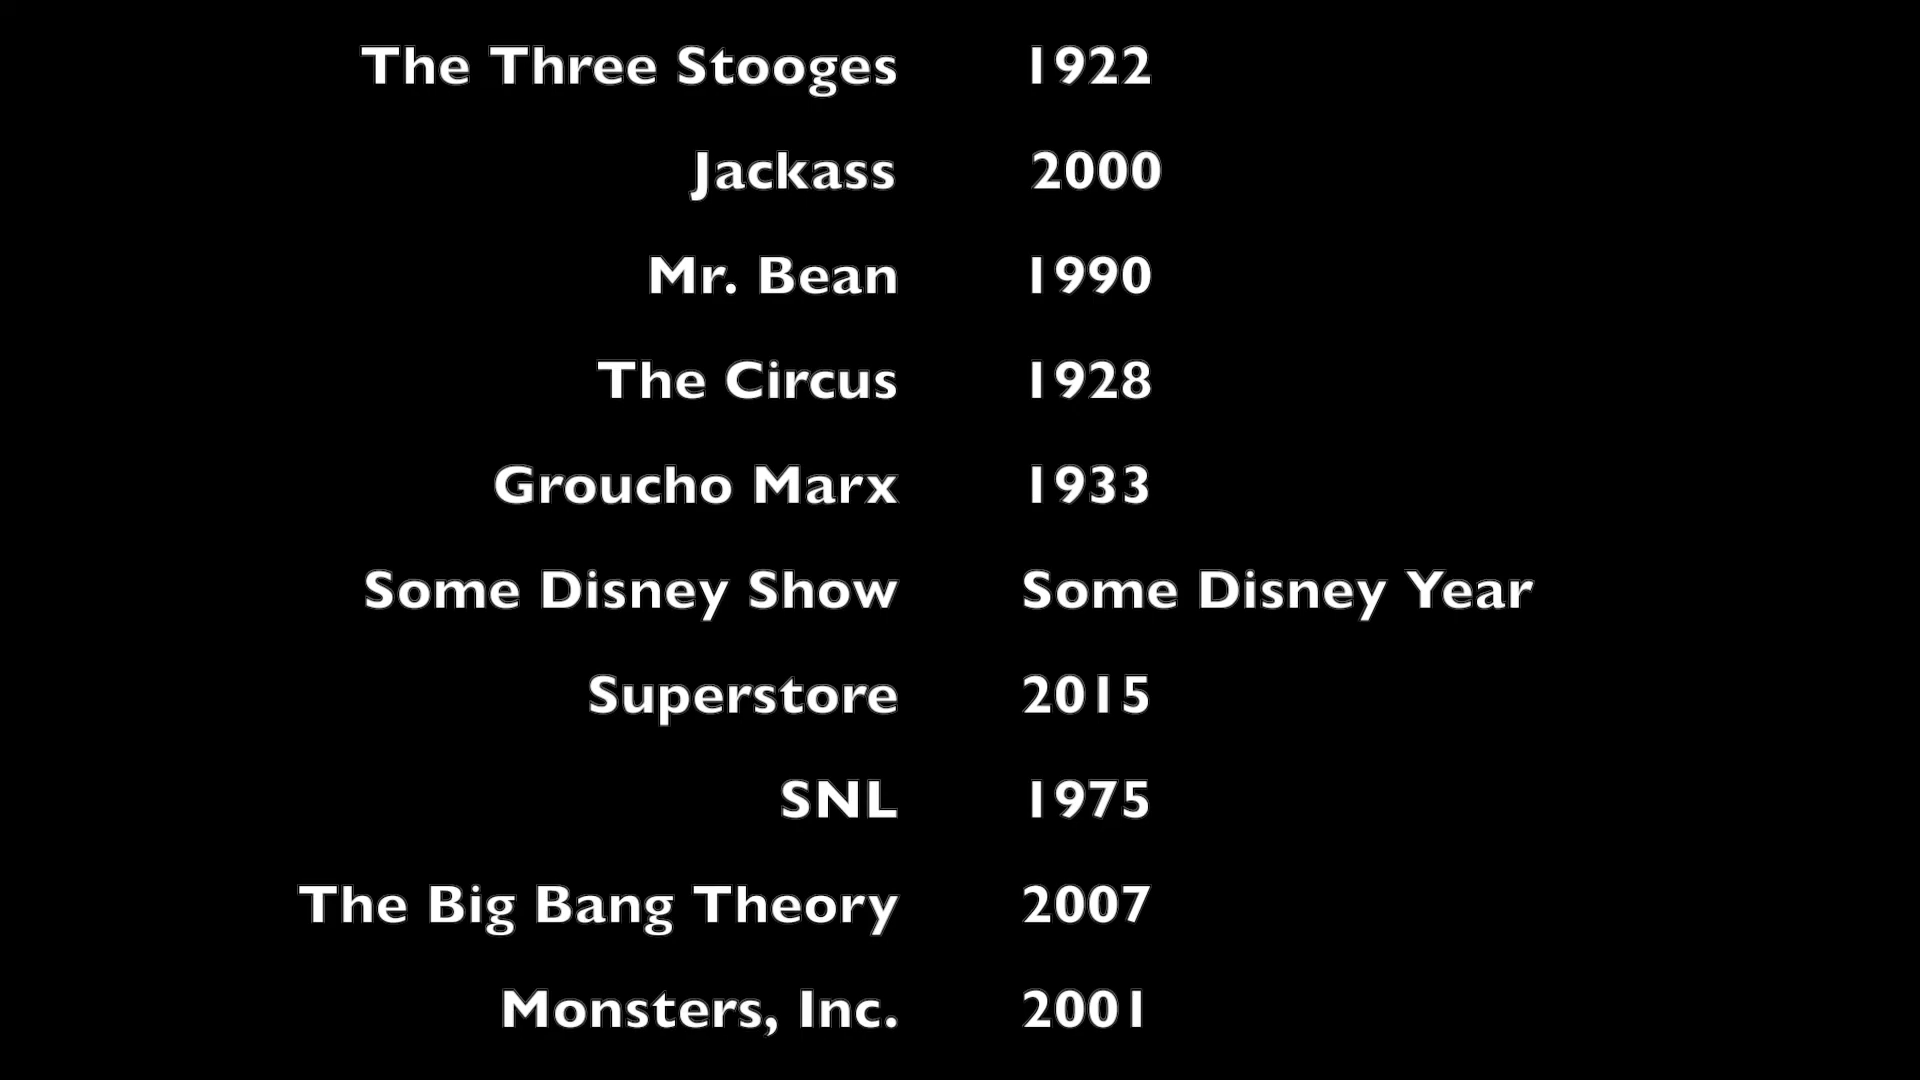 The Three Stooges 1922
Jackass 2000
Mr. Bean 1990
The Circus 1928
Groucho Marx 1933
Some Disney Show Some Disney Year
Superstore 2015
SNL 1975
The Big Bang Theory 2007
Monsters, Inc. 2001